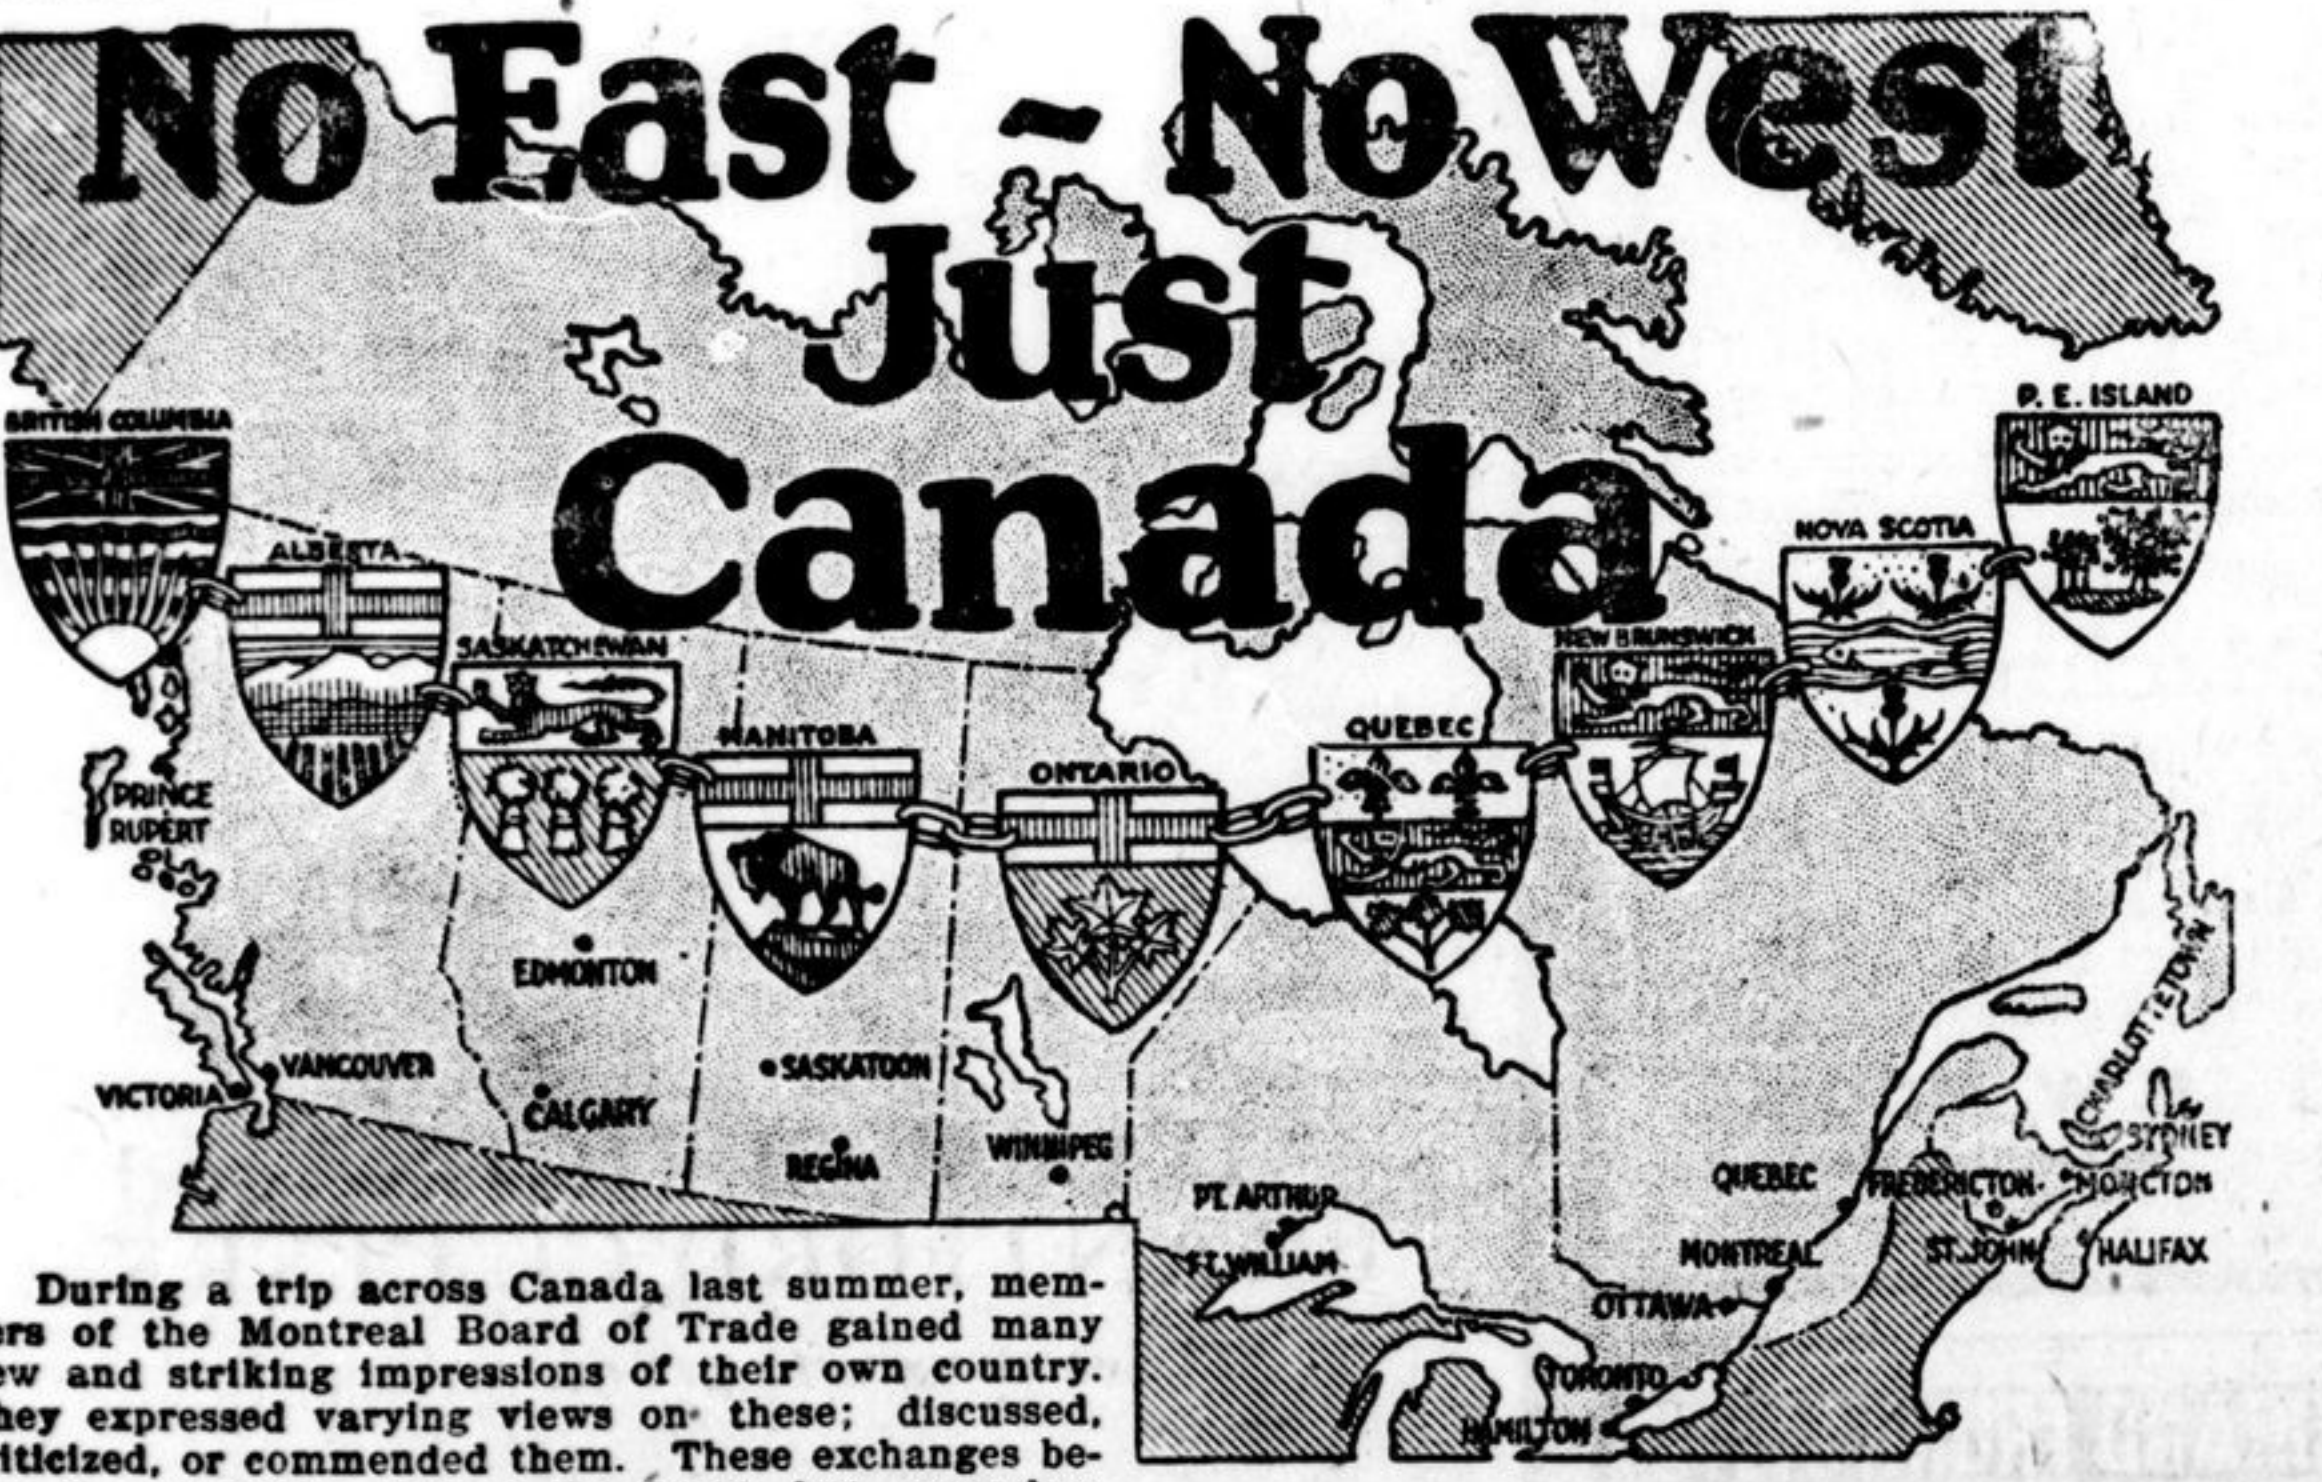 No East - No West
Just
Canada
P. E. ISLAND
BRITISH COLUMBIA
NOVA SCOTIA
ALBERTA
NEW BRUNSWICK
SASKATCHEWAN
QUEBEC
MANITOBA
ONTARIO
PRINCE
RUPERT
EDMONTON
CHARLOTTETOWN
VANCOUVER
SASKATOON
VICTORIA
CALGARY
SYDNEY
WINNIPEG
REGINA
QUEBEC
FREDERICTON
MONCTON
PT. ARTHUR
MONTREAL
ST. JOHN
HALIFAX
FT. WILLIAM
OTTAWA
TORONTO
HAMILTON
During a trip across Canada last summer, mem-
ers of the Montreal Board of Trade gained many
ew and striking impressions of their own country.
hey expressed varying views on these; discussed,
iticized, or commended them. These exchanges be-